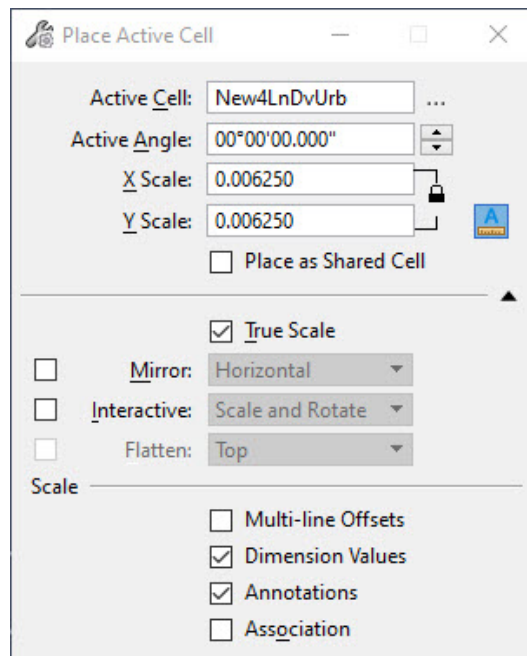 Place Active Cell
Active Cell: New4LnDvUrb ...
Active Angle: 00°00'00.000"
X Scale: 0.006250
Y Scale: 0.006250
A
Place as Shared Cell
True Scale
Mirror: Horizontal
Interactive: Scale and Rotate
Flatten: Top
Scale
Multi-line Offsets
Dimension Values
Annotations
Association